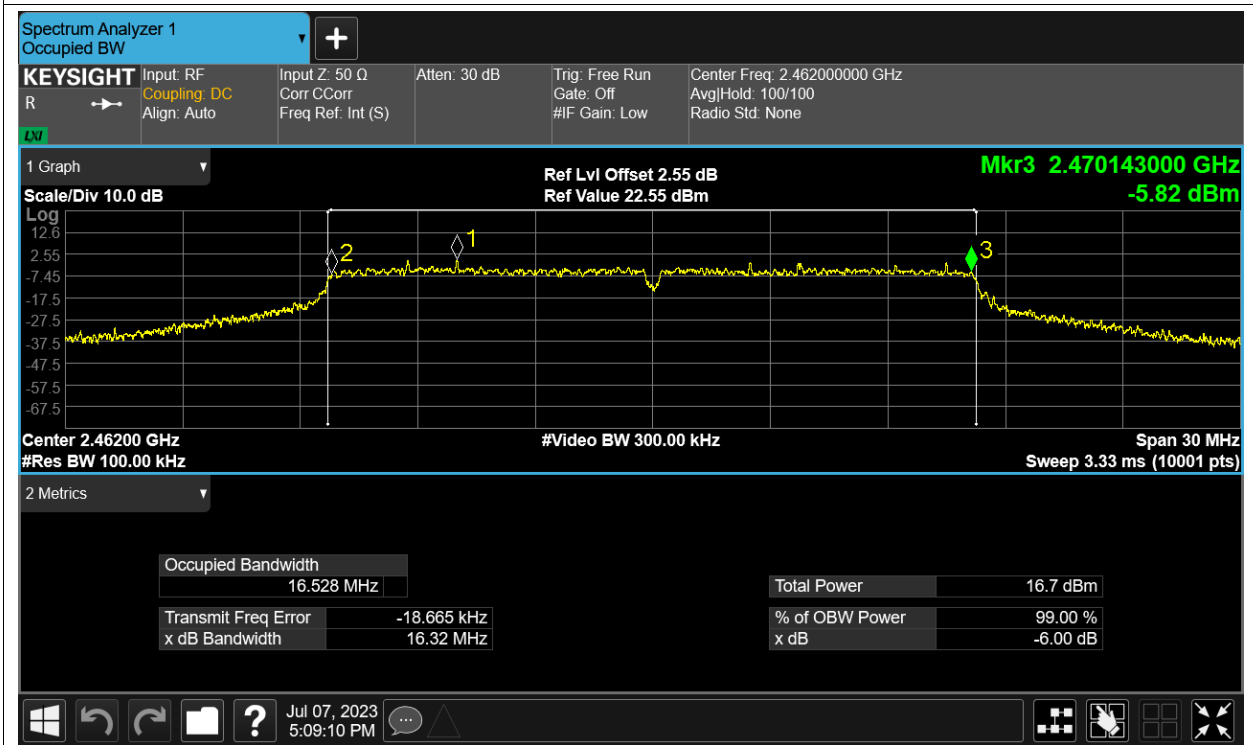 Spectrum Analyzer 1
Occupied BW
KEYSIGHT
R
LXI
Input: RF
Coupling: DC
Align: Auto
Input Z: 50 Ω
Corr CCorr
Freq Ref: Int (S)
Atten: 30 dB
Trig: Free Run
Gate: Off
#IF Gain: Low
Center Freq: 2.462000000 GHz
Avg|Hold: 100/100
Radio Std: None
1 Graph
Scale/Div 10.0 dB
Ref Lvl Offset 2.55 dB
Ref Value 22.55 dBm
Mkr3 2.470143000 GHz
-5.82 dBm
Log
12.6
2.55
-7.45
-17.5
-27.5
-37.5
-47.5
-57.5
-67.5
2
1
3
Center 2.46200 GHz
#Res BW 100.00 kHz
#Video BW 300.00 kHz
Span 30 MHz
Sweep 3.33 ms (10001 pts)
2 Metrics
Occupied Bandwidth
16.528 MHz
Transmit Freq Error -18.665 kHz
x dB Bandwidth 16.32 MHz
Total Power 16.7 dBm
% of OBW Power 99.00 %
x dB -6.00 dB
?
Jul 07, 2023
5:09:10 PM